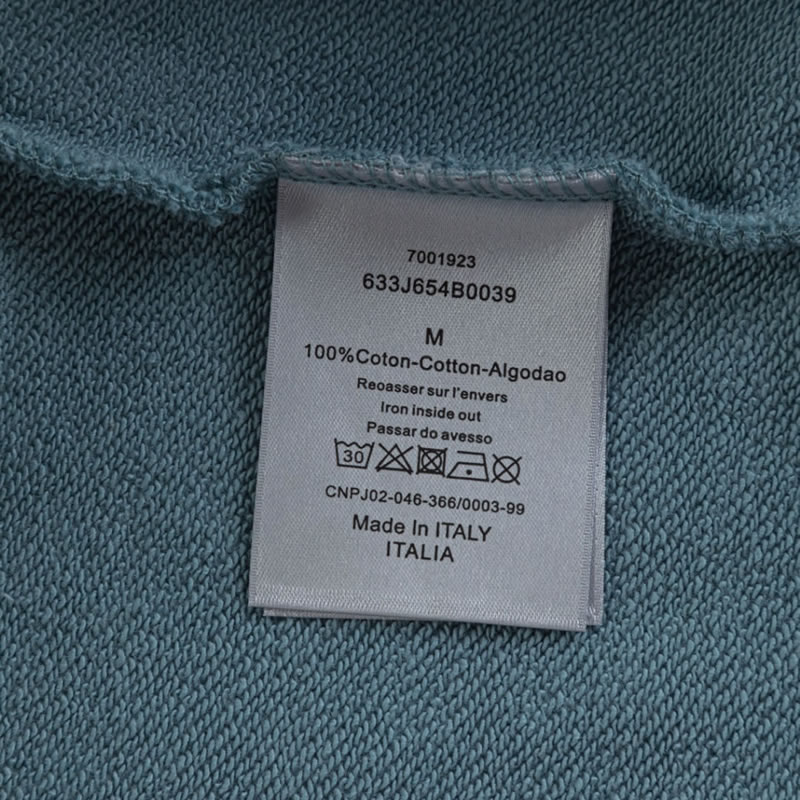 7001923
633J654B0039
M
100%Coton-Cotton-Algodao
Reoasser sur l'envers
Iron inside out
Passar do avesso
30
CNPJ02-046-366/0003-99
Made In ITALY
ITALIA